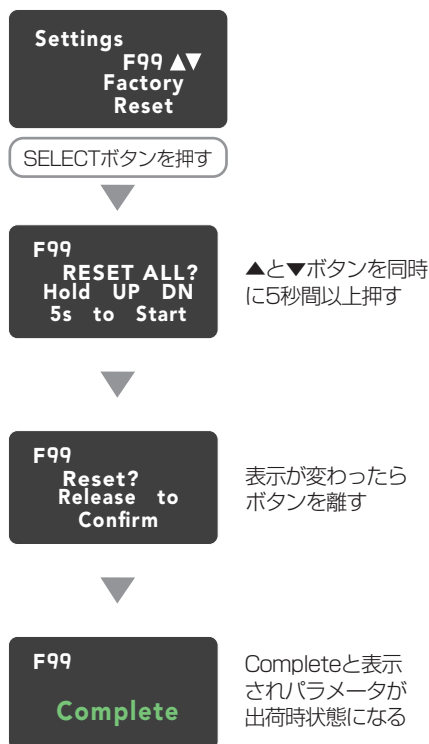 Settings
F99 ▲▼
Factory
Reset
SELECTボタンを押す
F99
RESET ALL?
Hold UP DN
5s to Start
▲と▼ボタンを同時
に5秒間以上押す
F99
Reset?
Release to
Confirm
表示が変わったら
ボタンを離す
F99
Complete
Completeと表示
されパラメータが
出荷時状態になる